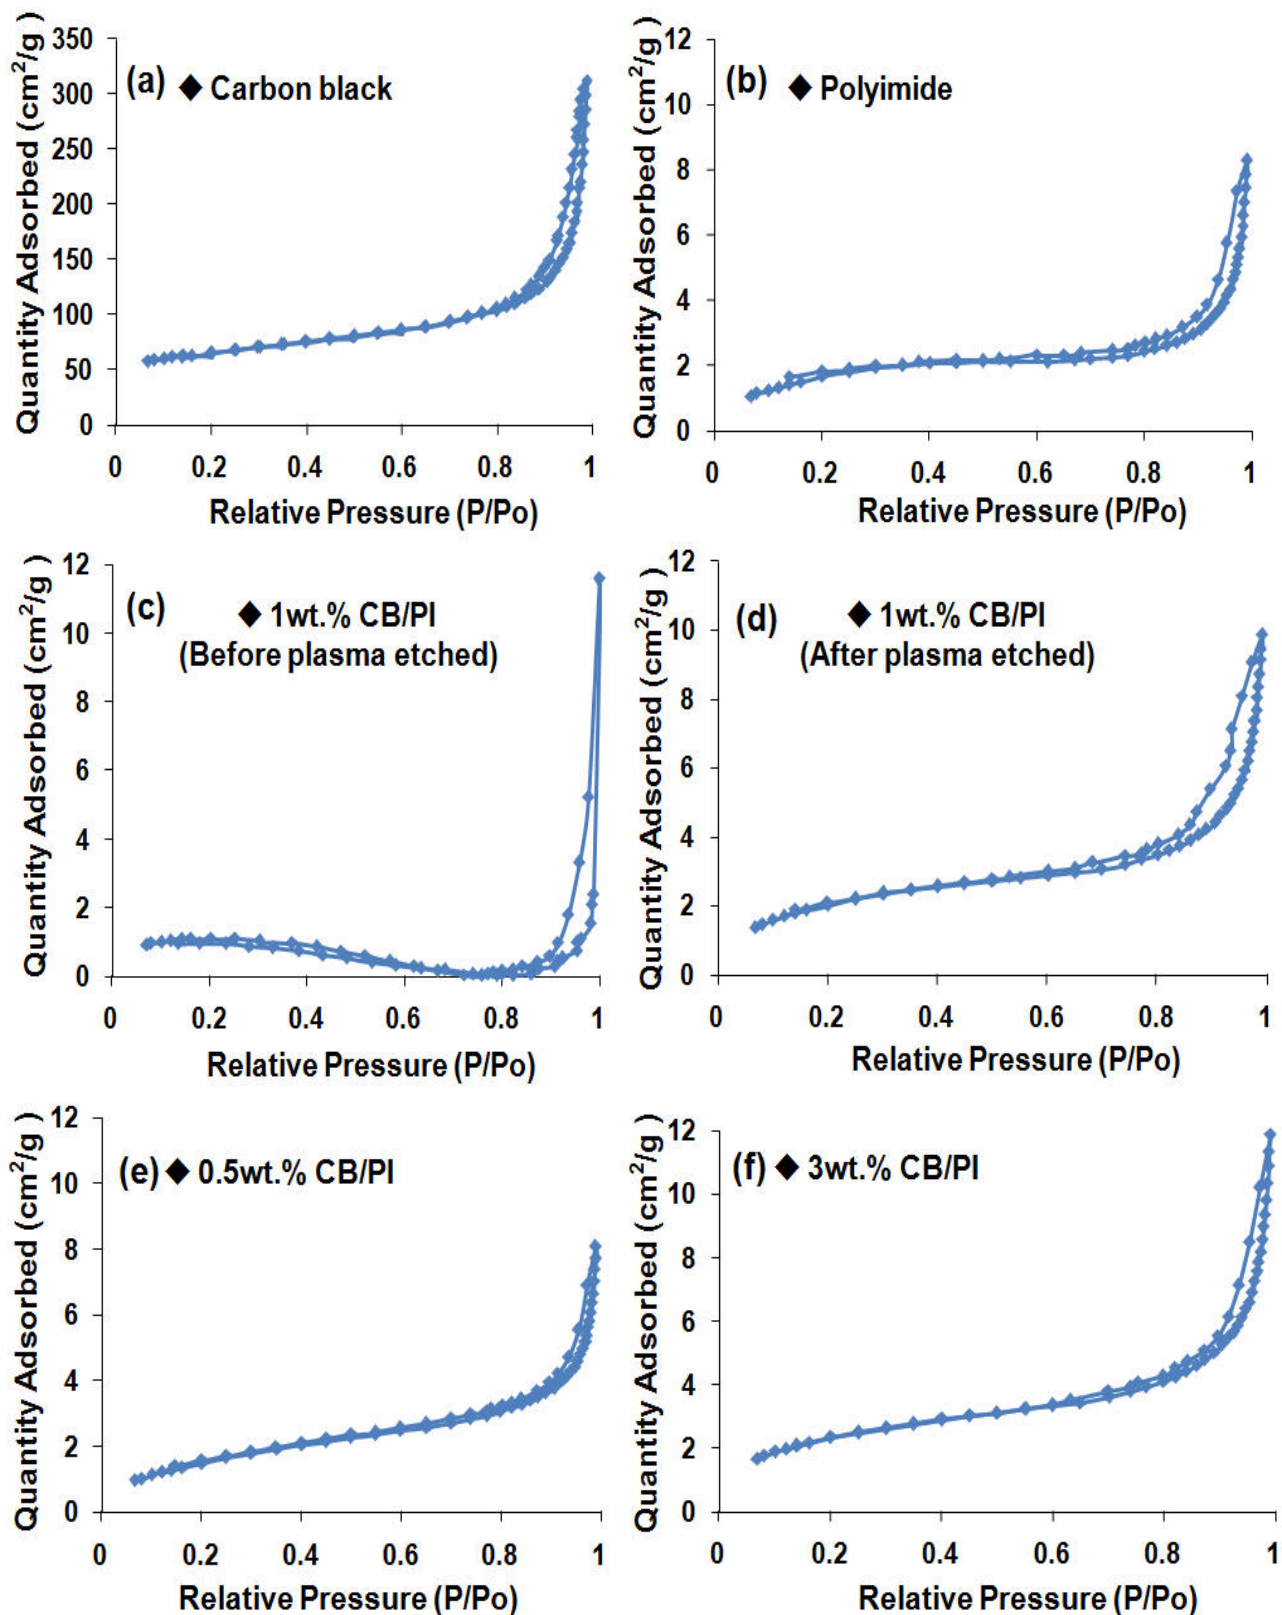 (a) ◆ Carbon black
Quantity Adsorbed (cm²/g)
350
300
250
200
150
100
50
0
0 0.2 0.4 0.6 0.8 1
Relative Pressure (P/Po)
(b) ◆ Polyimide
Quantity Adsorbed (cm²/g)
12
10
8
6
4
2
0
0 0.2 0.4 0.6 0.8 1
Relative Pressure (P/Po)
(c) ◆ 1wt.% CB/PI
(Before plasma etched)
Quantity Adsorbed (cm²/g )
12
10
8
6
4
2
0
0 0.2 0.4 0.6 0.8 1
Relative Pressure (P/Po)
(d) ◆ 1wt.% CB/PI
(After plasma etched)
Quantity Adsorbed (cm²/g )
12
10
8
6
4
2
0
0 0.2 0.4 0.6 0.8 1
Relative Pressure (P/Po)
(e) ◆ 0.5wt.% CB/PI
Quantity Adsorbed (cm²/g )
12
10
8
6
4
2
0
0 0.2 0.4 0.6 0.8 1
Relative Pressure (P/Po)
(f) ◆ 3wt.% CB/PI
Quantity Adsorbed (cm²/g )
12
10
8
6
4
2
0
0 0.2 0.4 0.6 0.8 1
Relative Pressure (P/Po)